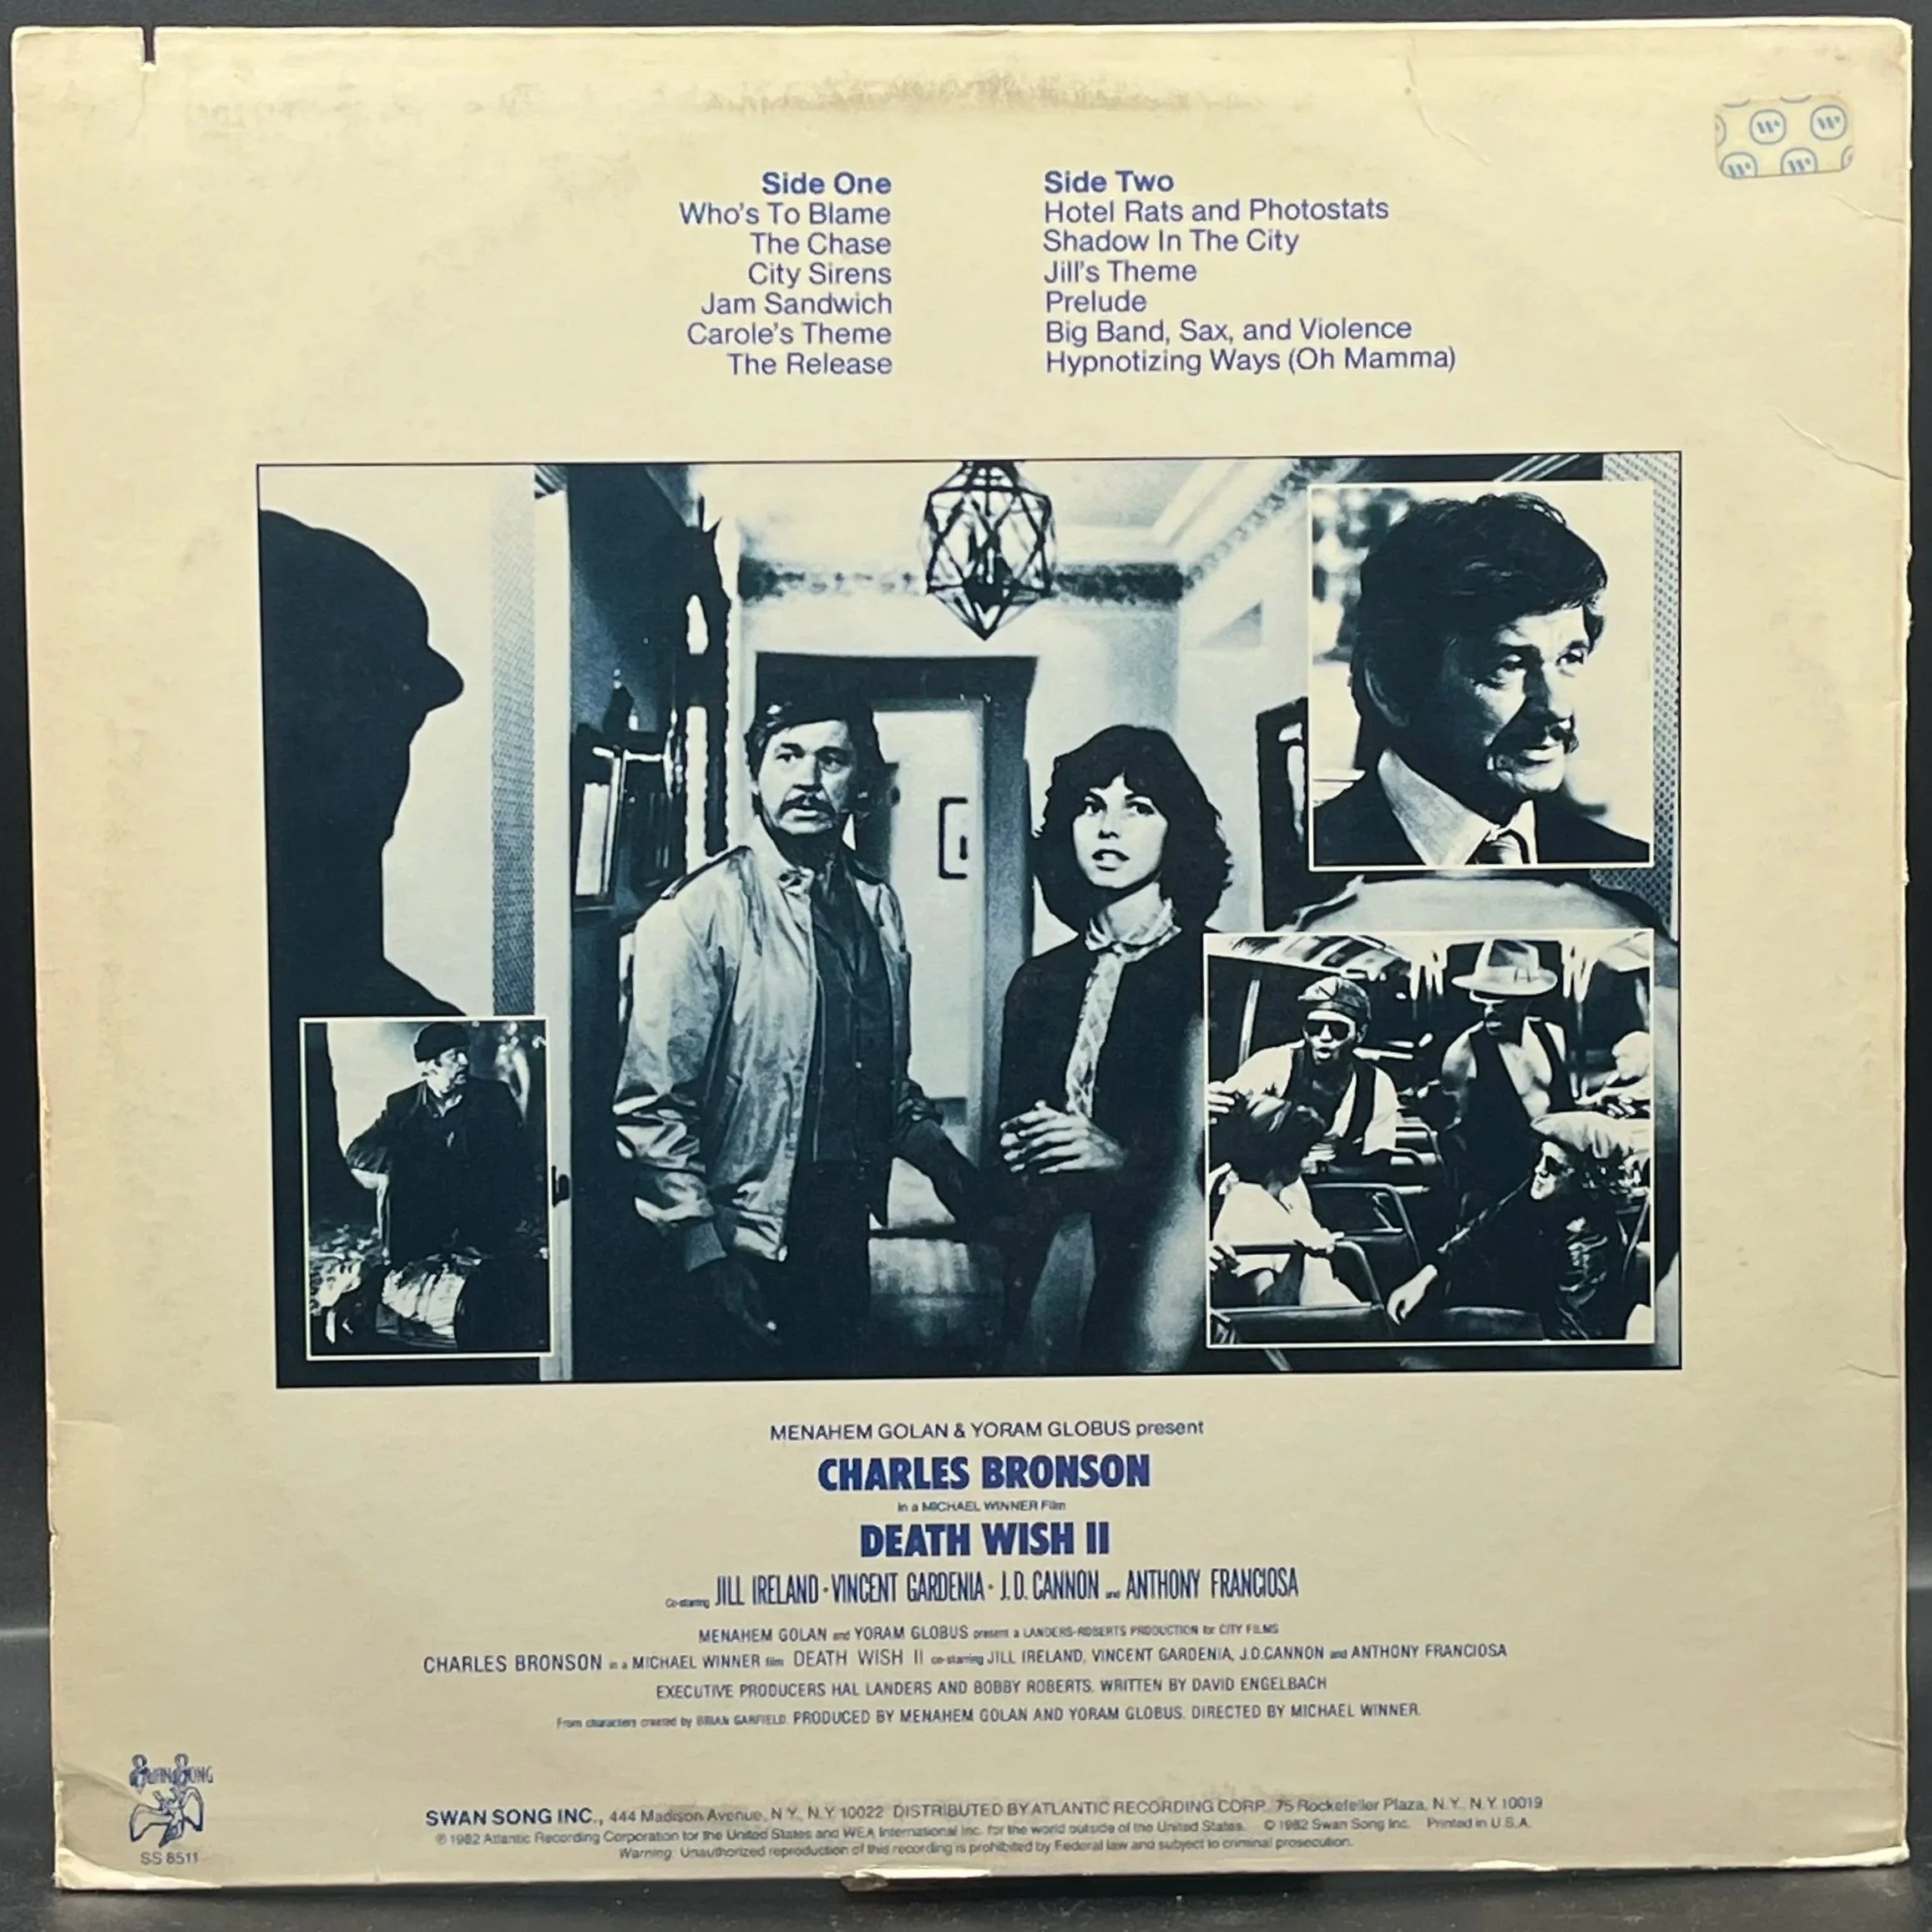 Side One
Who's To Blame
The Chase
City Sirens
Jam Sandwich
Carole's Theme
The Release
Side Two
Hotel Rats and Photostats
Shadow In The City
Jill's Theme
Prelude
Big Band, Sax, and Violence
Hypnotizing Ways (Oh Mamma)
MENAHEM GOLAN & YORAM GLOBUS present
CHARLES BRONSON
in a MICHAEL WINNER Film
DEATH WISH II
Co-starring JILL IRELAND · VINCENT GARDENIA · J.D. CANNON and ANTHONY FRANCIOSA
MENAHEM GOLAN and YORAM GLOBUS present a LANDERS-ROBERTS PRODUCTION for CITY FILMS
CHARLES BRONSON in a MICHAEL WINNER film DEATH WISH II co-starring JILL IRELAND, VINCENT GARDENIA, J.D.CANNON and ANTHONY FRANCIOSA
EXECUTIVE PRODUCERS HAL LANDERS AND BOBBY ROBERTS. WRITTEN BY DAVID ENGELBACH
From characters created by BRIAN GARFIELD. PRODUCED BY MENAHEM GOLAN AND YORAM GLOBUS. DIRECTED BY MICHAEL WINNER.
SWAN SONG
SS 8511
SWAN SONG INC., 444 Madison Avenue, N.Y., N.Y. 10022 DISTRIBUTED BY ATLANTIC RECORDING CORP. 75 Rockefeller Plaza, N.Y. N.Y. 10019
℗ 1982 Atlantic Recording Corporation for the United States and WEA International Inc. for the world outside of the United States. © 1982 Swan Song Inc. Printed in U.S.A.
Warning: Unauthorized reproduction of this recording is prohibited by Federal law and subject to criminal prosecution.